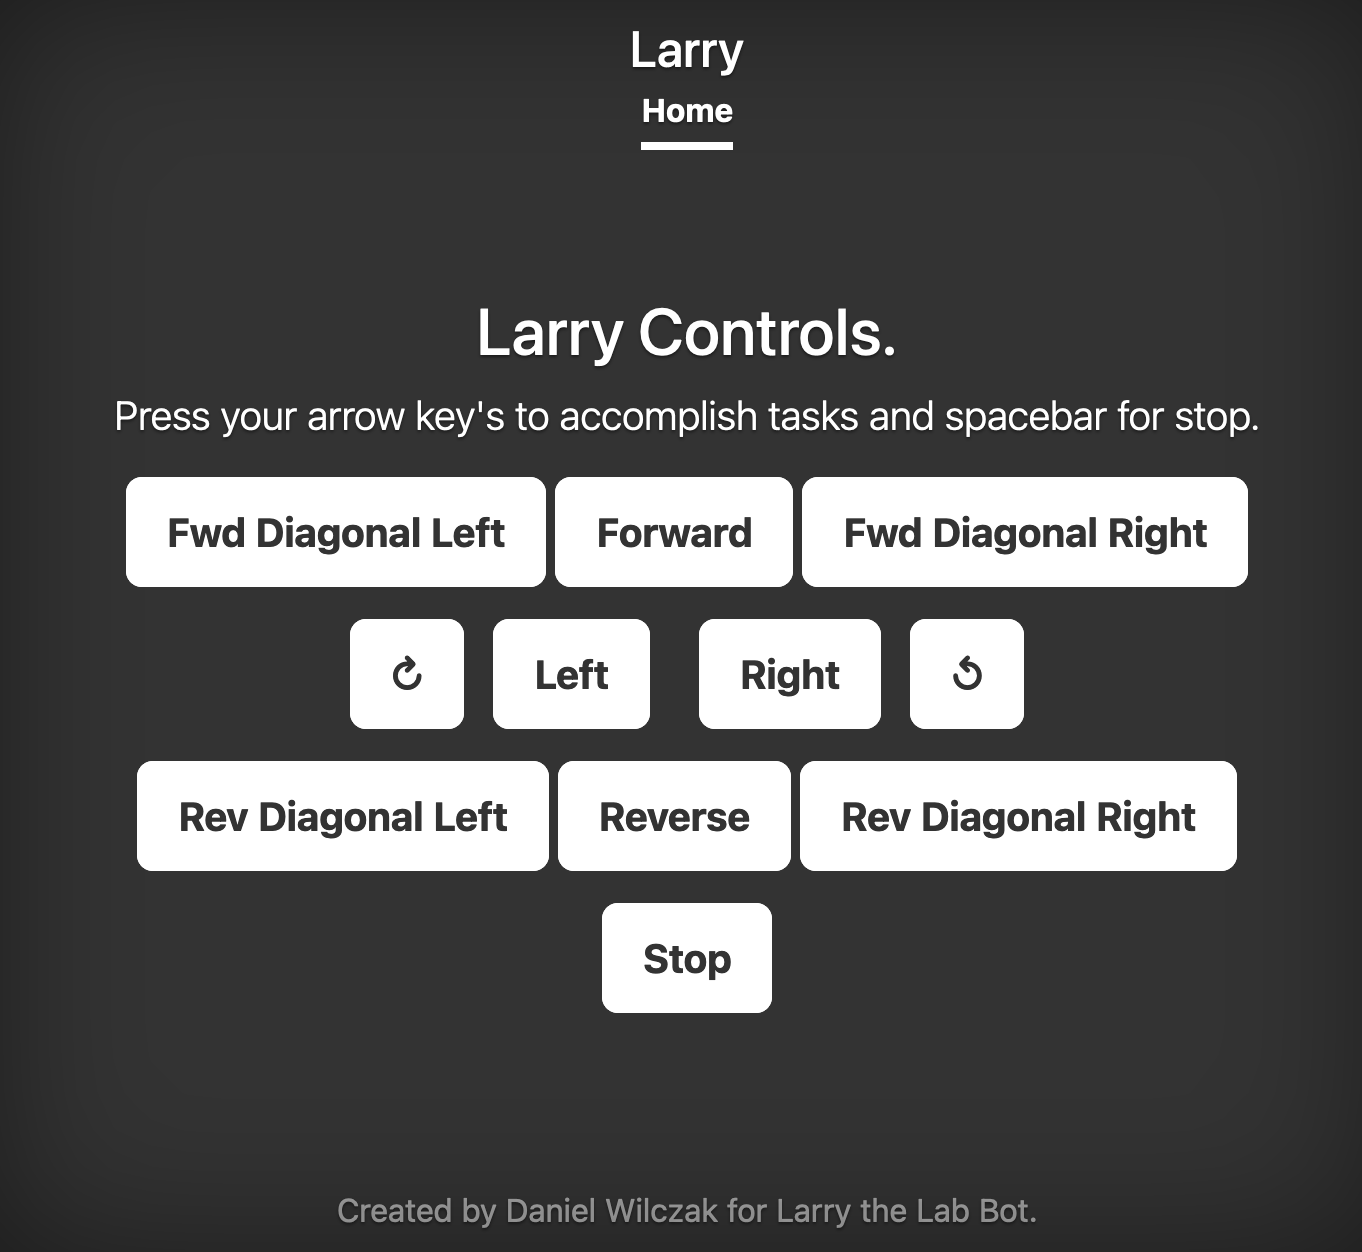 Larry
Home
Larry Controls.
Press your arrow key's to accomplish tasks and spacebar for stop.
Fwd Diagonal Left Forward Fwd Diagonal Right
↻ Left Right ↺
Rev Diagonal Left Reverse Rev Diagonal Right
Stop
Created by Daniel Wilczak for Larry the Lab Bot.